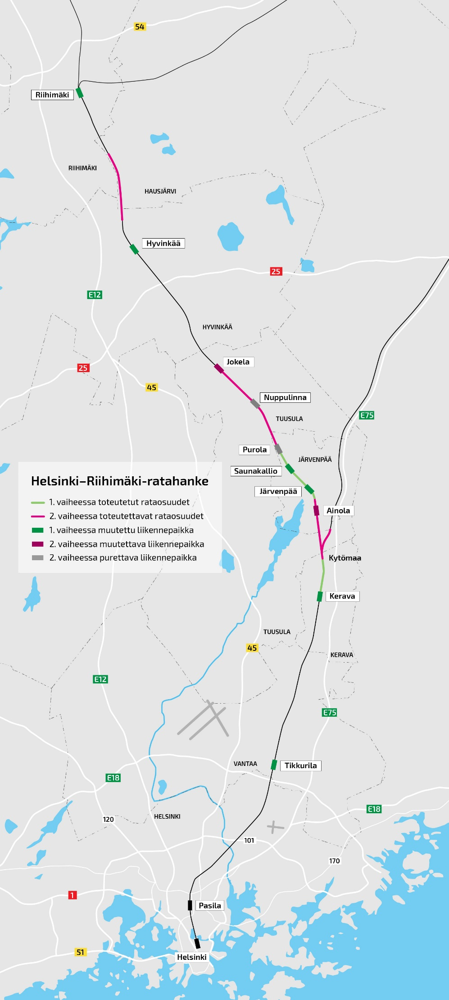 54
Riihimäki
RIIHIMÄKI
HAUSJÄRVI
Hyvinkää
25
E12
HYVINKÄÄ
Jokela
25
45
Nuppulinna
E75
TUUSULA
Purola
JÄRVENPÄÄ
Saunakallio
Järvenpää
Ainola
Helsinki–Riihimäki-ratahanke
1. vaiheessa toteutetut rataosuudet
2. vaiheessa toteutettavat rataosuudet
1. vaiheessa muutettu liikennepaikka
2. vaiheessa muutettava liikennepaikka
2. vaiheessa purettava liikennepaikka
Kytömaa
Kerava
TUUSULA
45
KERAVA
E12
E75
VANTAA
Tikkurila
E18
E18
HELSINKI
120
101
170
1
Pasila
51
Helsinki